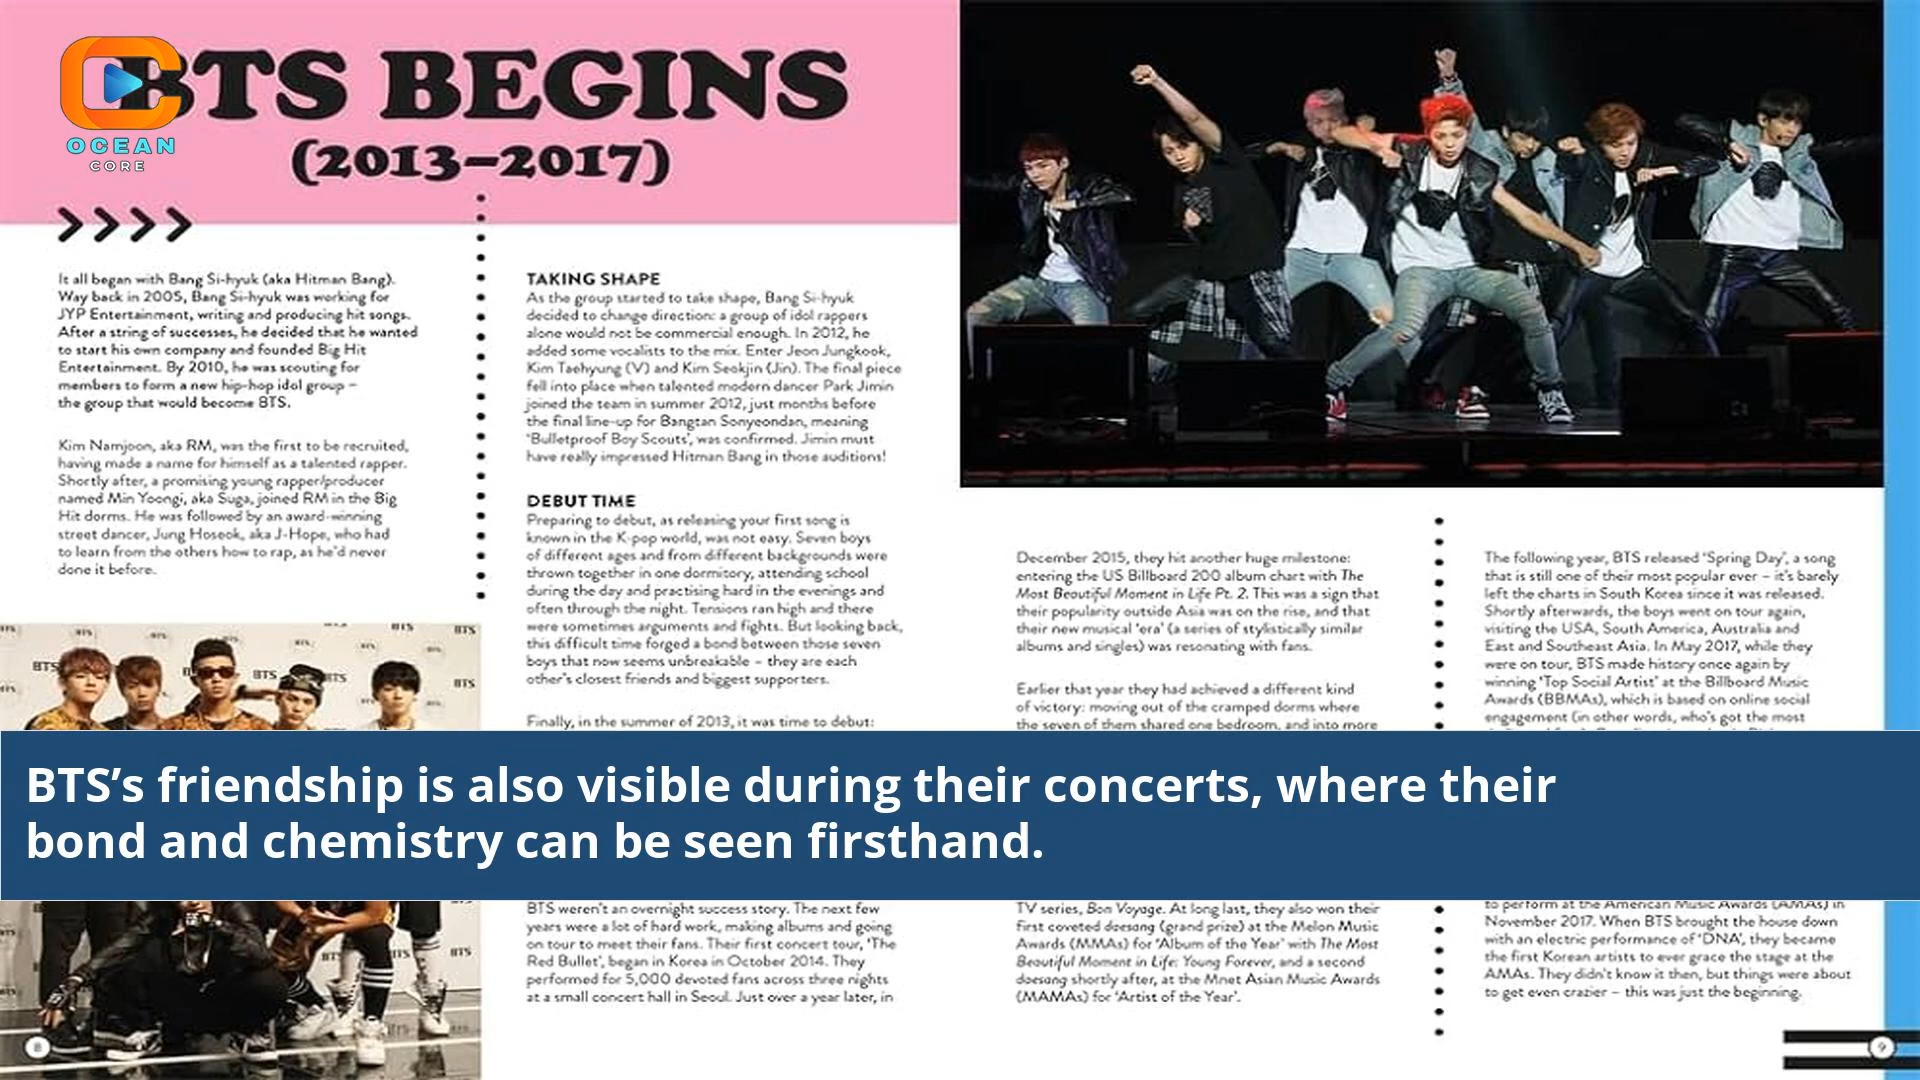 BTS BEGINS
(2013–2017)
OCEAN
CORE
It all began with Bang Si-hyuk (aka Hitman Bang).
Way back in 2005, Bang Si-hyuk was working for
JYP Entertainment, writing and producing hit songs.
After a string of successes, he decided that he wanted
to start his own company and founded Big Hit
Entertainment. By 2010, he was scouting for
members to form a new hip-hop idol group –
the group that would become BTS.
Kim Namjoon, aka RM, was the first to be recruited,
having made a name for himself as a talented rapper.
Shortly after, a promising young rapper/producer
named Min Yoongi, aka Suga, joined RM in the Big
Hit dorms. He was followed by an award-winning
street dancer, Jung Hoseok, aka J-Hope, who had
to learn from the others how to rap, as he'd never
done it before.
TAKING SHAPE
As the group started to take shape, Bang Si-hyuk
decided to change direction: a group of idol rappers
alone would not be commercial enough. In 2012, he
added some vocalists to the mix. Enter Jeon Jungkook,
Kim Taehyung (V) and Kim Seokjin (Jin). The final piece
fell into place when talented modern dancer Park Jimin
joined the team in summer 2012, just months before
the final line-up for Bangtan Sonyeondan, meaning
'Bulletproof Boy Scouts', was confirmed. Jimin must
have really impressed Hitman Bang in those auditions!
DEBUT TIME
Preparing to debut, as releasing your first song is
known in the K-pop world, was not easy. Seven boys
of different ages and from different backgrounds were
thrown together in one dormitory, attending school
during the day and practising hard in the evenings and
often through the night. Tensions ran high and there
were sometimes arguments and fights. But looking back,
this difficult time forged a bond between those seven
boys that now seems unbreakable – they are each
other's closest friends and biggest supporters.
Finally, in the summer of 2013, it was time to debut:
BTS weren't an overnight success story. The next few
years were a lot of hard work, making albums and going
on tour to meet their fans. Their first concert tour, 'The
Red Bullet', began in Korea in October 2014. They
performed for 5,000 devoted fans across three nights
at a small concert hall in Seoul. Just over a year later, in
December 2015, they hit another huge milestone:
entering the US Billboard 200 album chart with The
Most Beautiful Moment in Life Pt. 2. This was a sign that
their popularity outside Asia was on the rise, and that
their new musical 'era' (a series of stylistically similar
albums and singles) was resonating with fans.
Earlier that year they had achieved a different kind
of victory: moving out of the cramped dorms where
the seven of them shared one bedroom, and into more
TV series, Bon Voyage. At long last, they also won their
first coveted daesang (grand prize) at the Melon Music
Awards (MMAs) for 'Album of the Year' with The Most
Beautiful Moment in Life: Young Forever, and a second
daesang shortly after, at the Mnet Asian Music Awards
(MAMAs) for 'Artist of the Year'.
The following year, BTS released 'Spring Day', a song
that is still one of their most popular ever – it's barely
left the charts in South Korea since it was released.
Shortly afterwards, the boys went on tour again,
visiting the USA, South America, Australia and
East and Southeast Asia. In May 2017, while they
were on tour, BTS made history once again by
winning 'Top Social Artist' at the Billboard Music
Awards (BBMAs), which is based on online social
engagement (in other words, who's got the most
to perform at the American Music Awards (AMAs) in
November 2017. When BTS brought the house down
with an electric performance of 'DNA', they became
the first Korean artists to ever grace the stage at the
AMAs. They didn't know it then, but things were about
to get even crazier – this was just the beginning.
BTS's friendship is also visible during their concerts, where their
bond and chemistry can be seen firsthand.
BTS
BTS
BTS
BTS
BTS
8
9